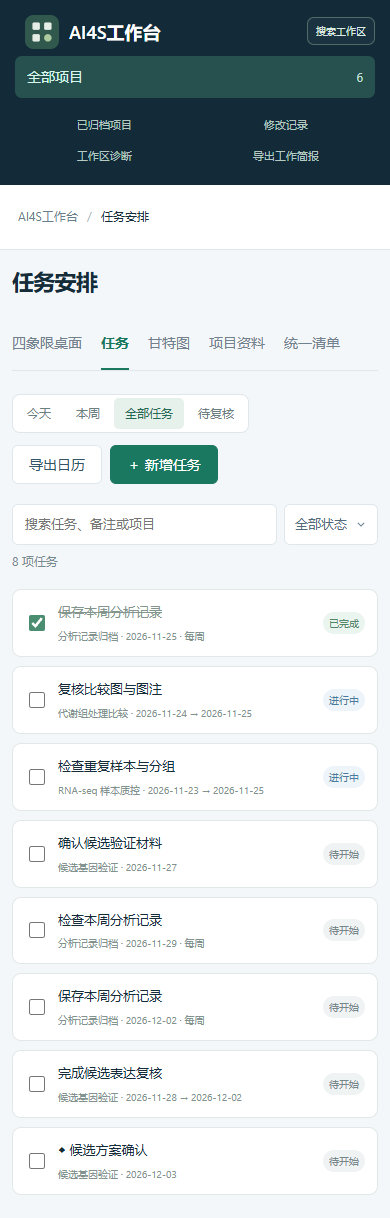 AI4S工作台
搜索工作区
全部项目 6
已归档项目 修改记录
工作区诊断 导出工作简报
AI4S工作台 / 任务安排
任务安排
四象限桌面 任务 甘特图 项目资料 统一清单
今天 本周 全部任务 待复核
导出日历 + 新增任务
搜索任务、备注或项目 全部状态
8 项任务
保存本周分析记录
分析记录归档 · 2026-11-25 · 每周
已完成
复核比较图与图注
代谢组处理比较 · 2026-11-24 → 2026-11-25
进行中
检查重复样本与分组
RNA-seq 样本质控 · 2026-11-23 → 2026-11-25
进行中
确认候选验证材料
候选基因验证 · 2026-11-27
待开始
检查本周分析记录
分析记录归档 · 2026-11-29 · 每周
待开始
保存本周分析记录
分析记录归档 · 2026-12-02 · 每周
待开始
完成候选表达复核
候选基因验证 · 2026-11-28 → 2026-12-02
待开始
◆ 候选方案确认
候选基因验证 · 2026-12-03
待开始